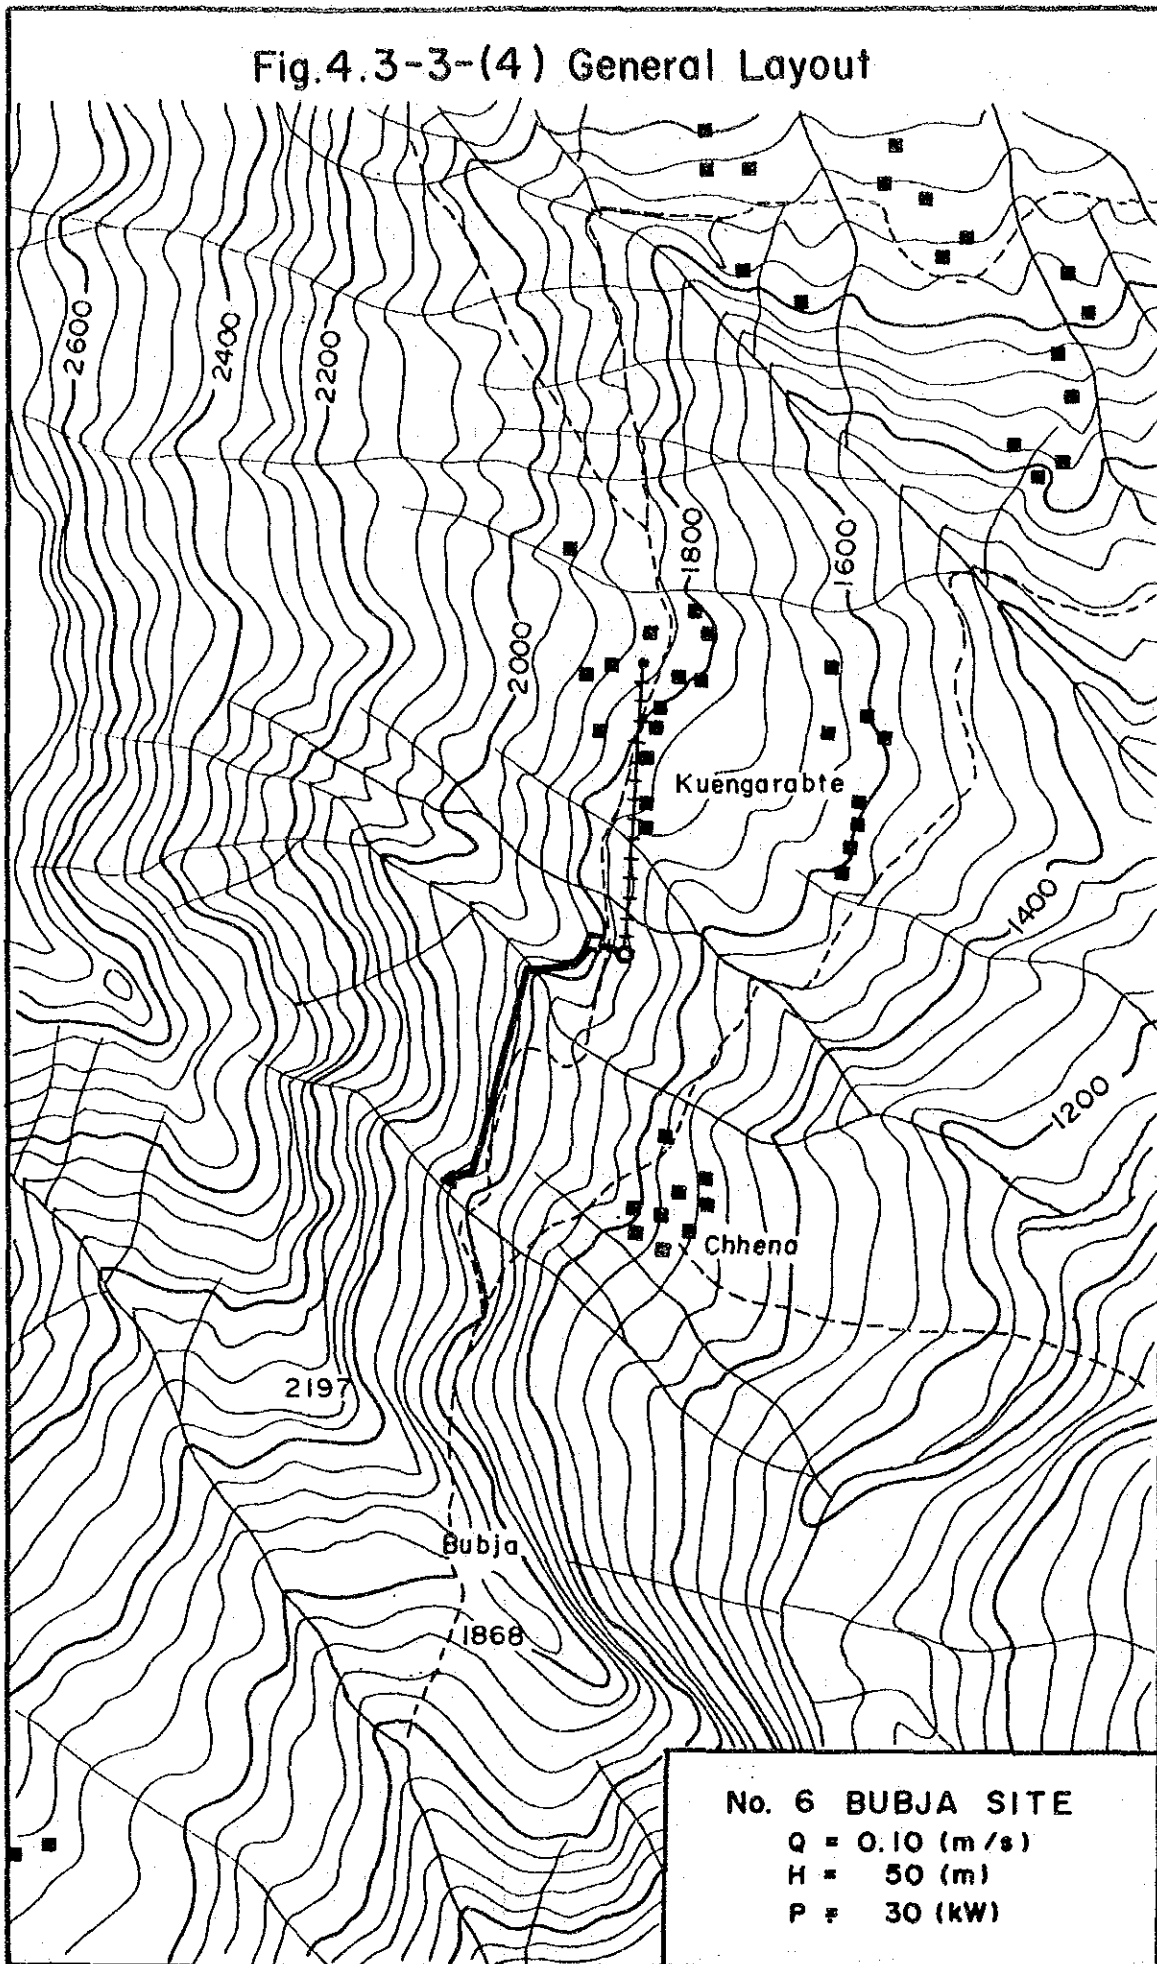 Fig.4.3-3-(4) General Layout
2600
2400
2200
1800
1600
2000
Kuengarabte
1400
1200
Chhena
2197
Bubja
1868
No. 6 BUBJA SITE
Q = 0.10 (m/s)
H = 50 (m)
P = 30 (kW)